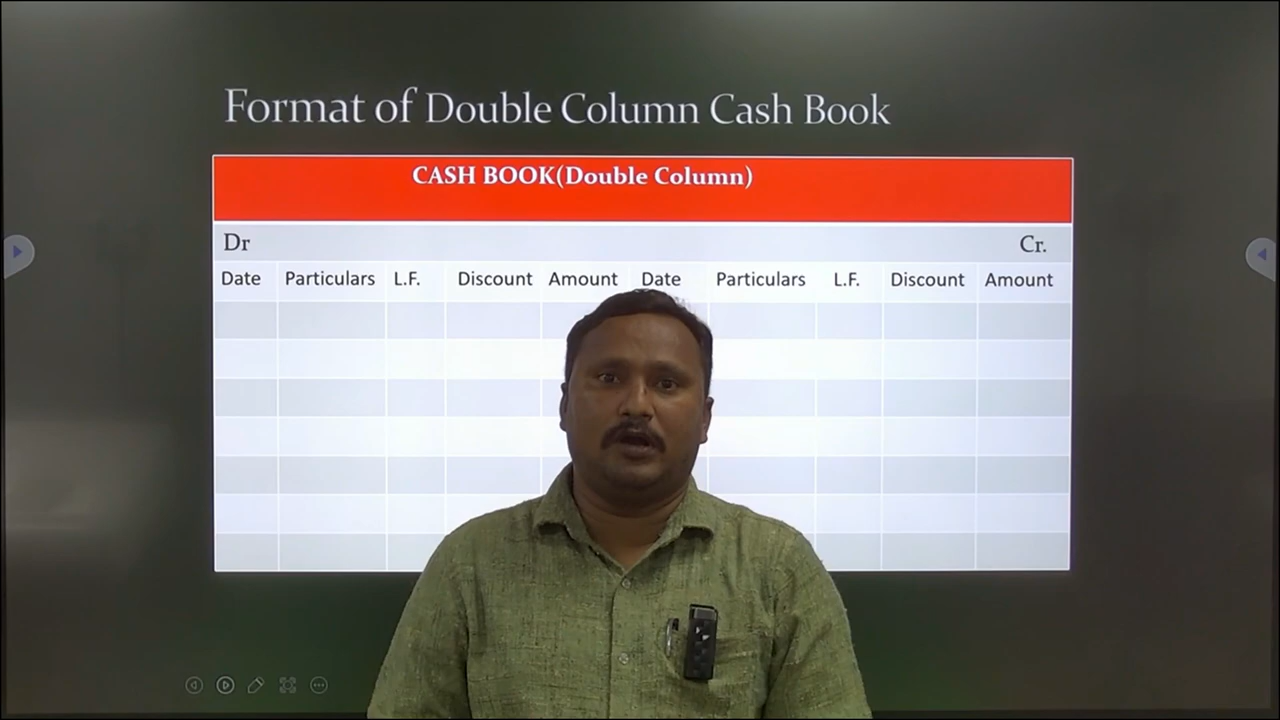 Format of Double Column Cash Book
CASH BOOK(Double Column)
Dr Cr.
Date Particulars L.F. Discount Amount Date Particulars L.F. Discount Amount